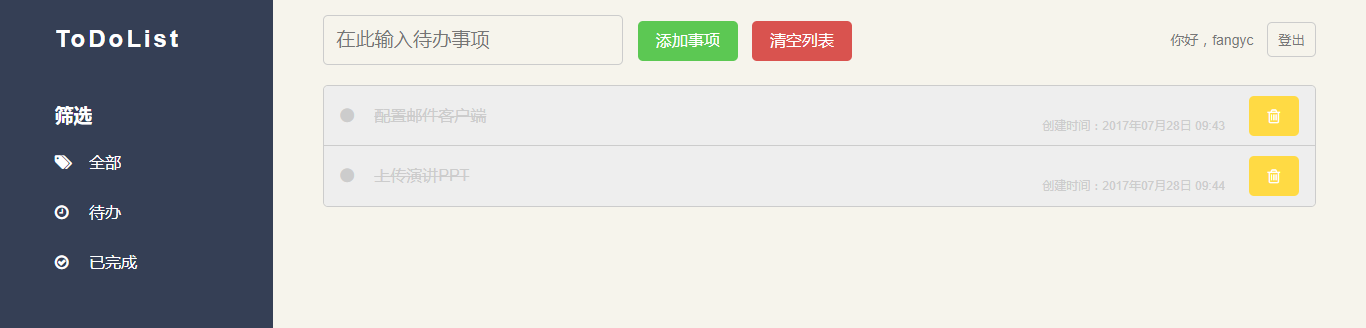 ToDoList
筛选
全部
待办
已完成
在此输入待办事项
添加事项
清空列表
你好，fangyc
登出
配置邮件客户端
创建时间：2017年07月28日 09:43
上传演讲PPT
创建时间：2017年07月28日 09:44